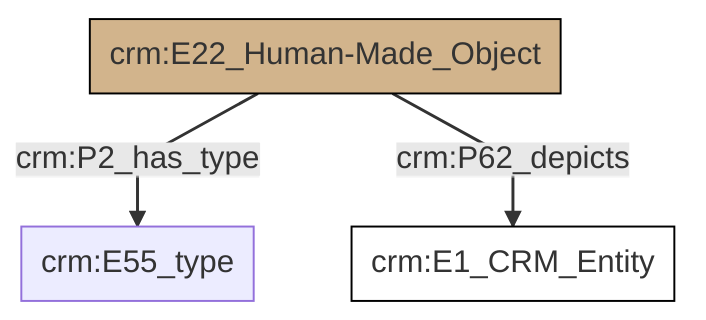 crm:E22_Human-Made_Object
crm:P2_has_type
crm:P62_depicts
crm:E55_type
crm:E1_CRM_Entity